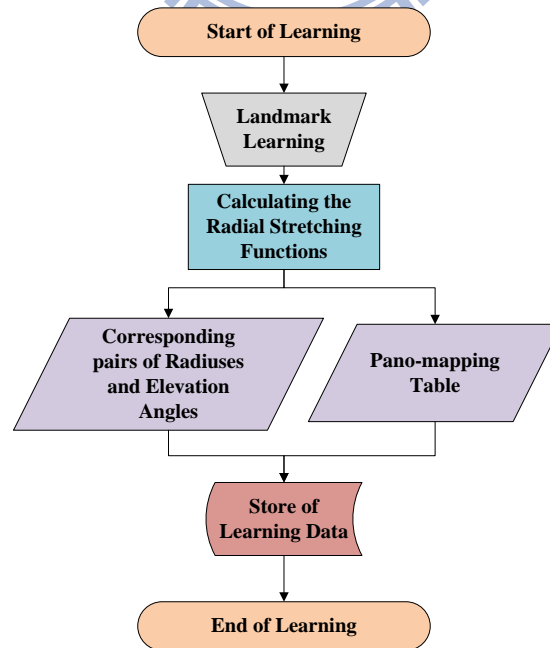 Start of Learning
Landmark
Learning
Calculating the
Radial Stretching
Functions
Corresponding
pairs of Radiuses
and Elevation
Angles
Pano-mapping
Table
Store of
Learning Data
End of Learning